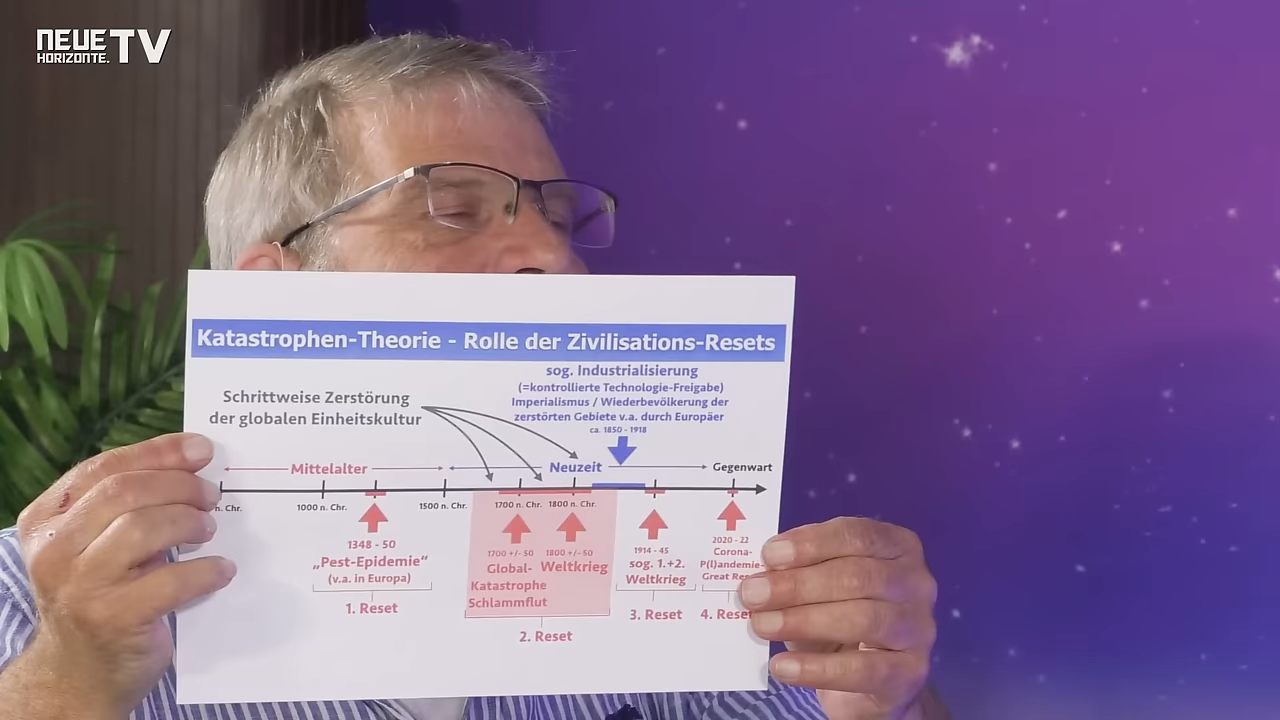 NEUE TV
HORIZONTE.
Katastrophen-Theorie - Rolle der Zivilisations-Resets
sog. Industrialisierung
(=kontrollierte Technologie-Freigabe)
Imperialismus / Wiederbevölkerung der
zerstörten Gebiete v.a. durch Europäer
ca. 1850 - 1918
Schrittweise Zerstörung
der globalen Einheitskultur
Mittelalter
Neuzeit
Gegenwart
n. Chr.
1000 n. Chr.
1500 n. Chr.
1700 n. Chr.
1800 n. Chr.
1348 - 50
„Pest-Epidemie“
(v.a. in Europa)
1. Reset
1700 +/- 50
Global-
Katastrophe
Schlammflut
1800 +/- 50
Weltkrieg
2. Reset
1914 - 45
sog. 1.+2.
Weltkrieg
3. Reset
2020 - 22
Corona-
P(l)andemie-
Great
4. Reset